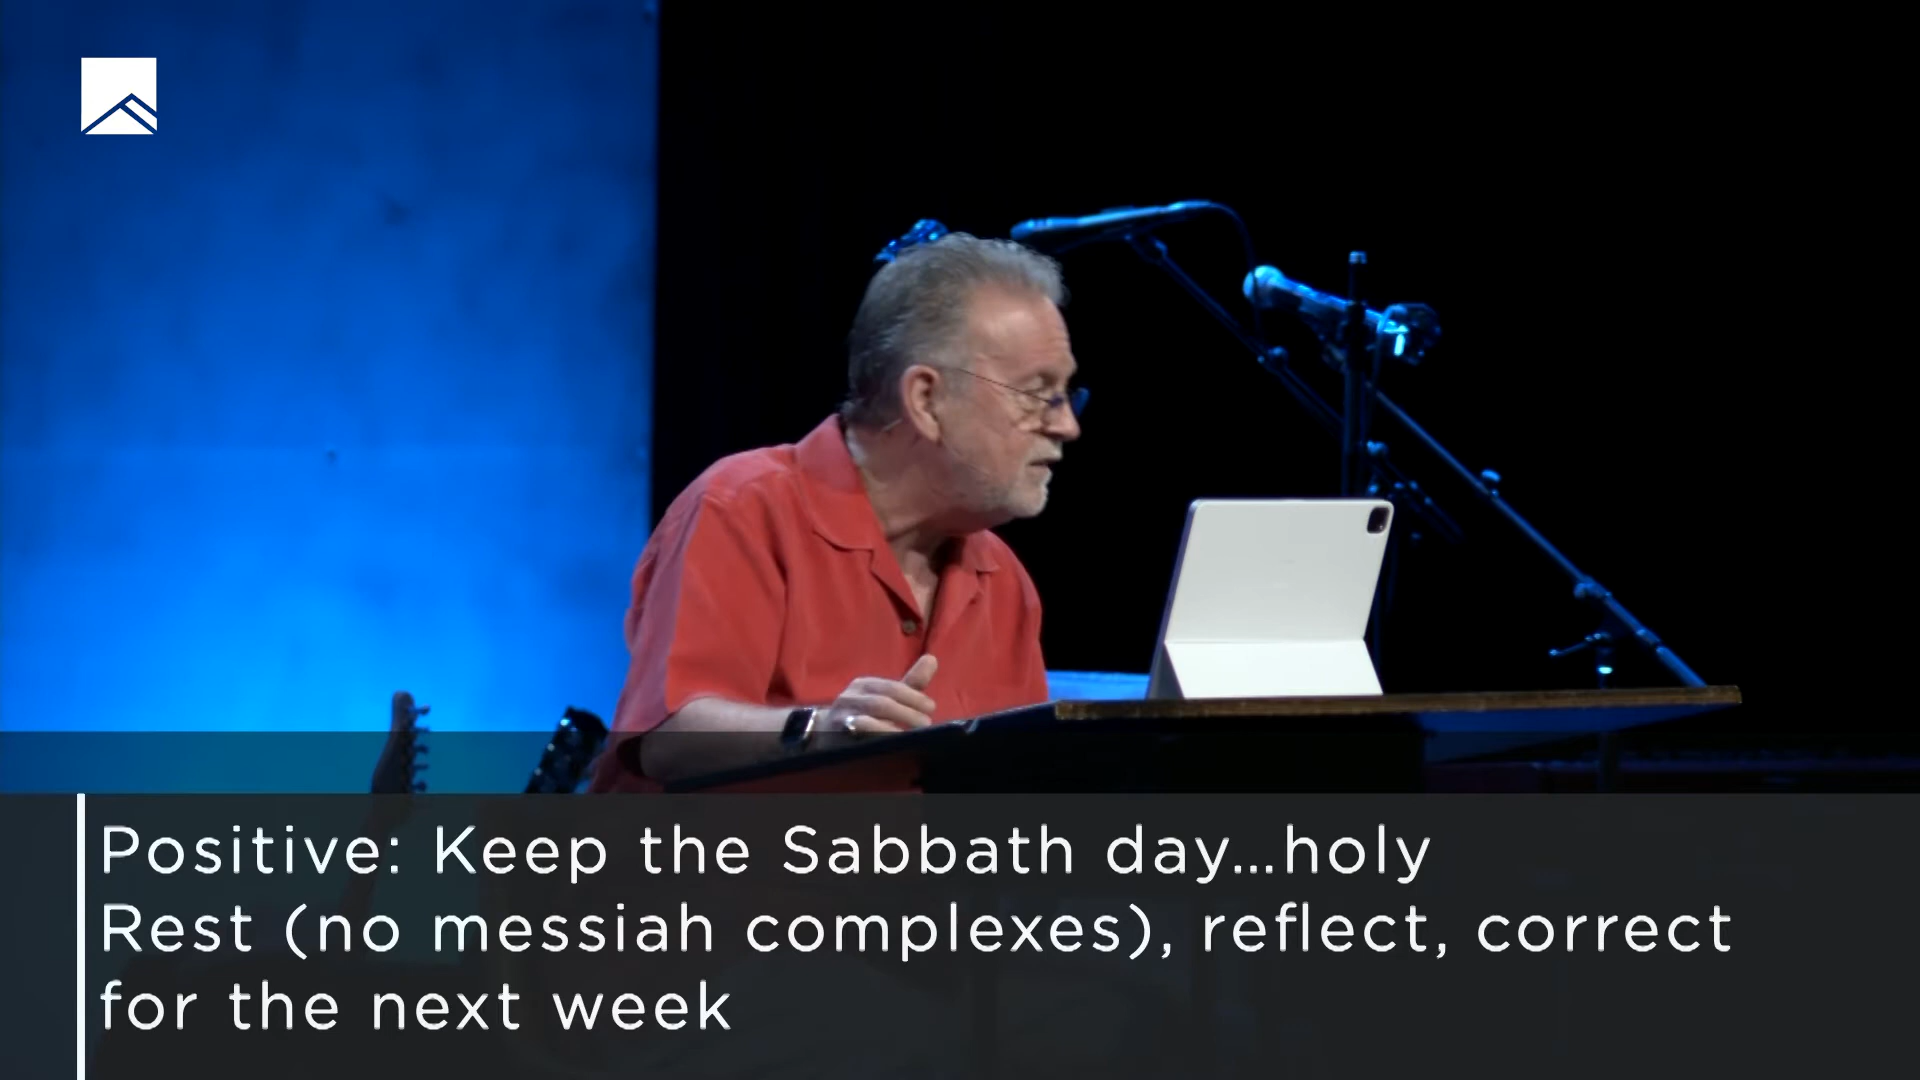 Positive: Keep the Sabbath day...holy
Rest (no messiah complexes), reflect, correct
for the next week